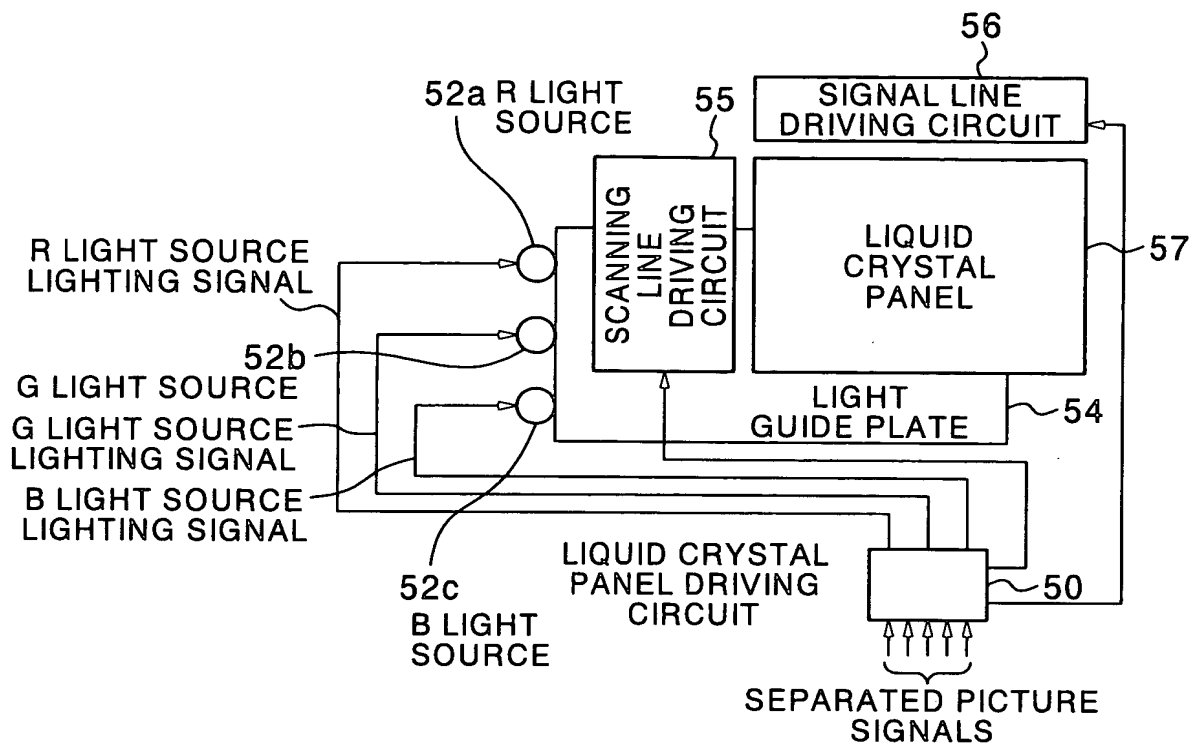 56
SIGNAL LINE
DRIVING CIRCUIT
52a R LIGHT
SOURCE
55
SCANNING
LINE
DRIVING
CIRCUIT
LIQUID
CRYSTAL
PANEL
57
R LIGHT SOURCE
LIGHTING SIGNAL
52b
G LIGHT SOURCE
G LIGHT SOURCE
LIGHTING SIGNAL
B LIGHT SOURCE
LIGHTING SIGNAL
LIGHT
GUIDE PLATE
54
52c
B LIGHT
SOURCE
LIQUID CRYSTAL
PANEL DRIVING
CIRCUIT
50
SEPARATED PICTURE
SIGNALS